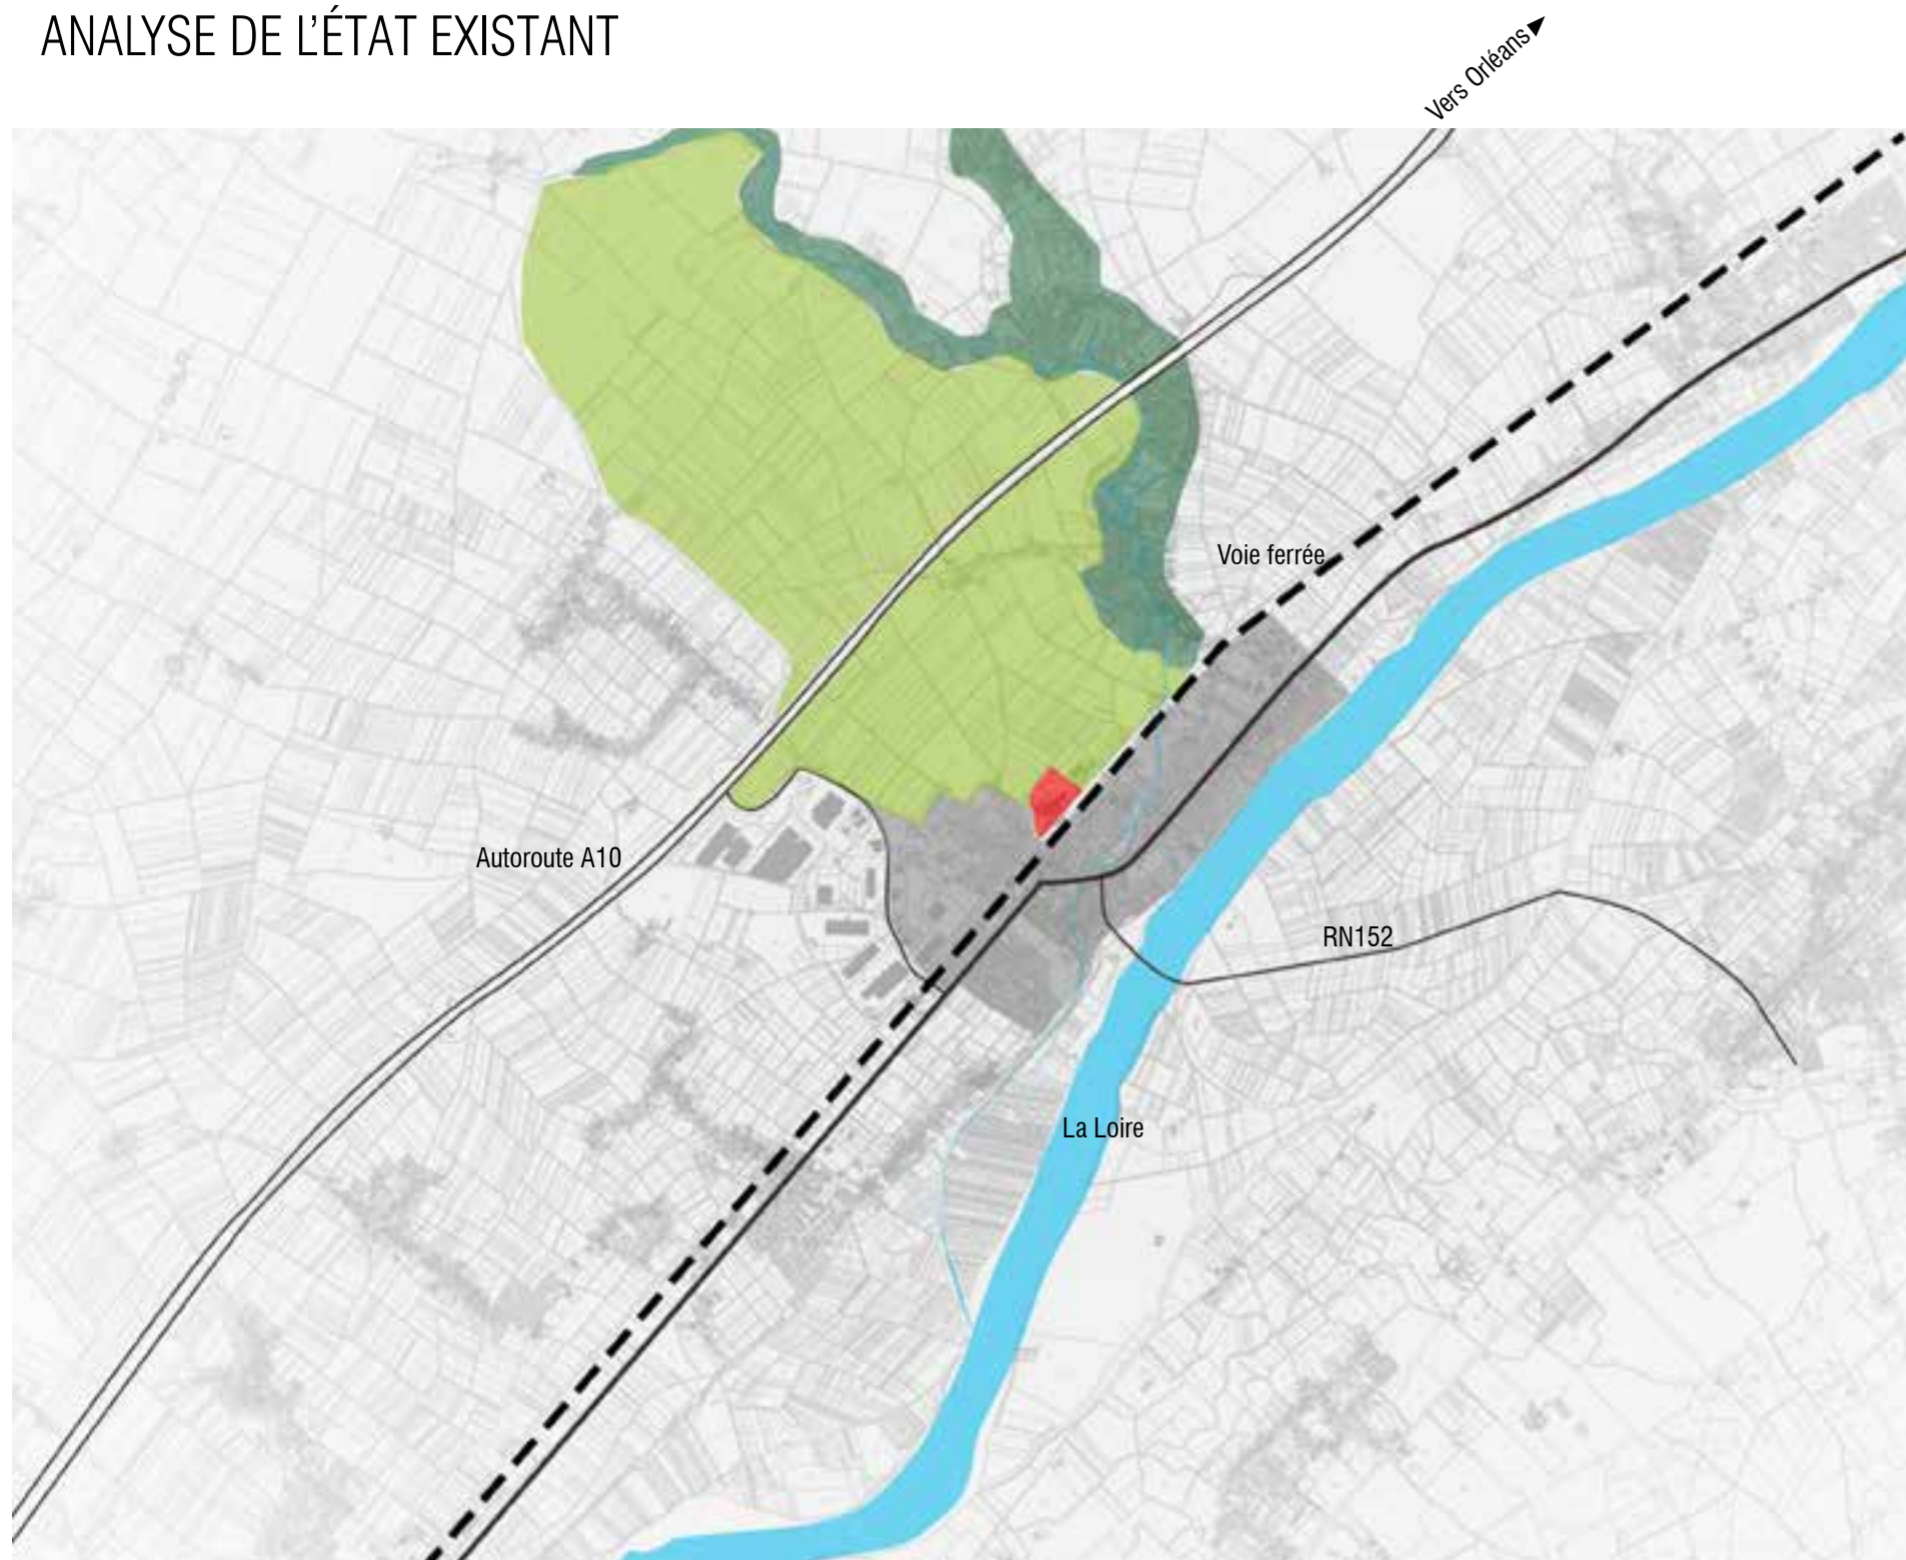 ANALYSE DE L'ÉTAT EXISTANT
Vers Orléans
Voie ferrée
Autoroute A10
RN152
La Loire